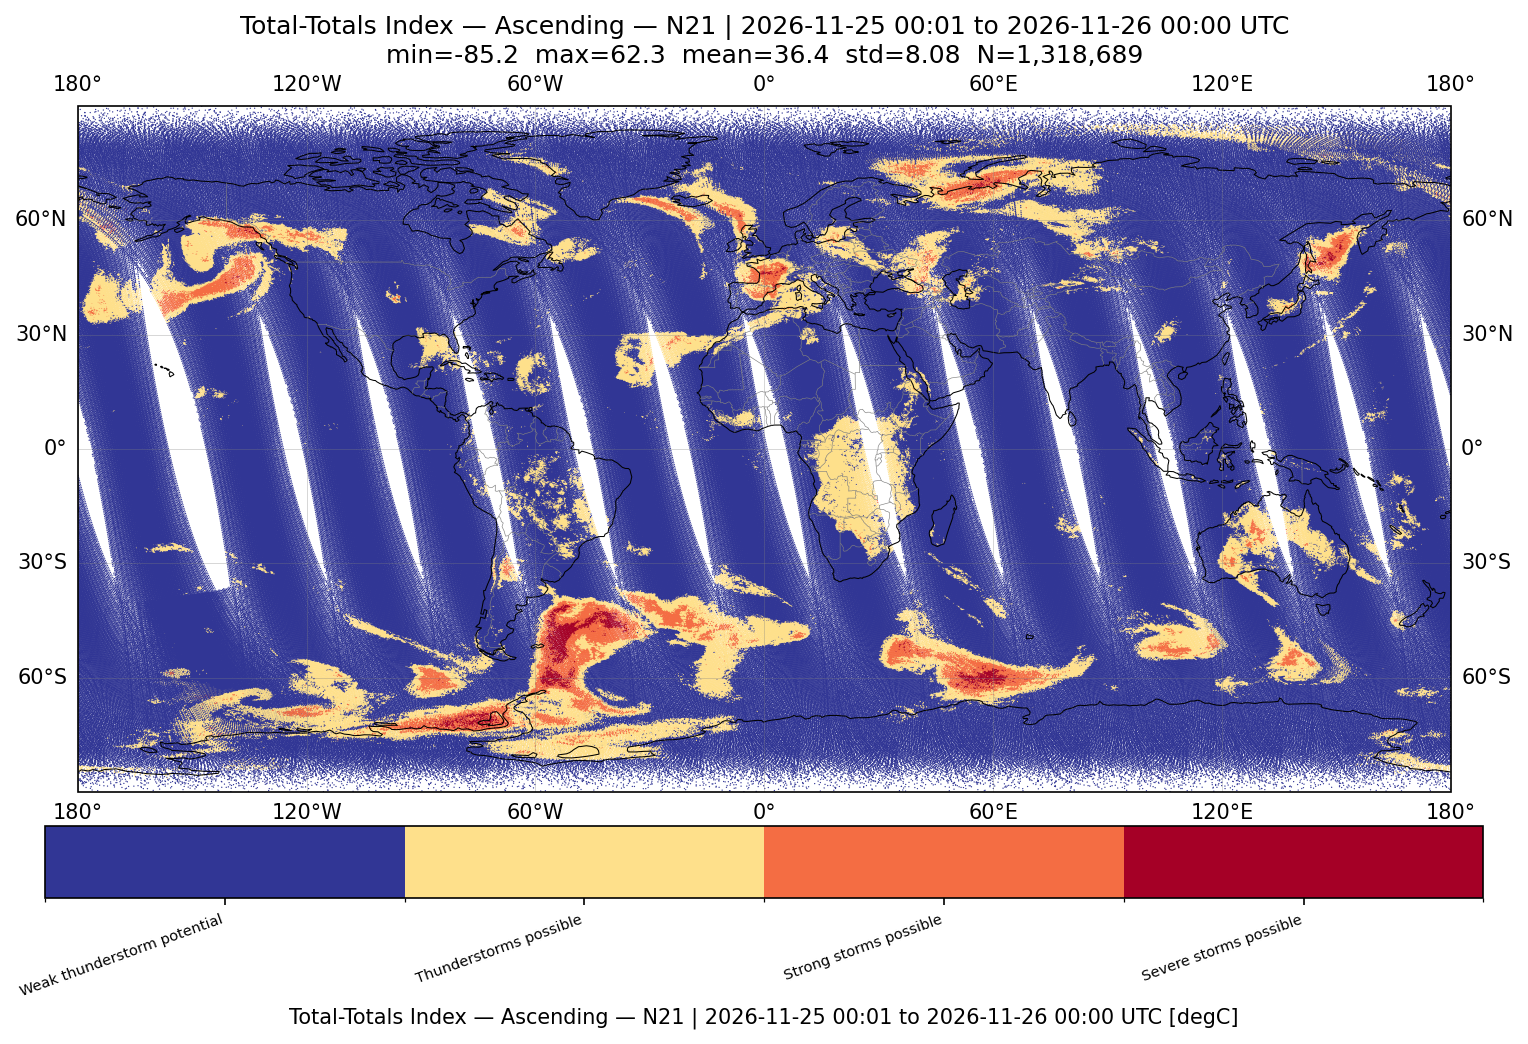 Total-Totals Index — Ascending — N21 | 2026-11-25 00:01 to 2026-11-26 00:00 UTC
min=-85.2 max=62.3 mean=36.4 std=8.08 N=1,318,689
180° 120°W 60°W 0° 60°E 120°E 180°
60°N 60°N
30°N 30°N
0° 0°
30°S 30°S
60°S 60°S
180° 120°W 60°W 0° 60°E 120°E 180°
Weak thunderstorm potential
Thunderstorms possible
Strong storms possible
Severe storms possible
Total-Totals Index — Ascending — N21 | 2026-11-25 00:01 to 2026-11-26 00:00 UTC [degC]